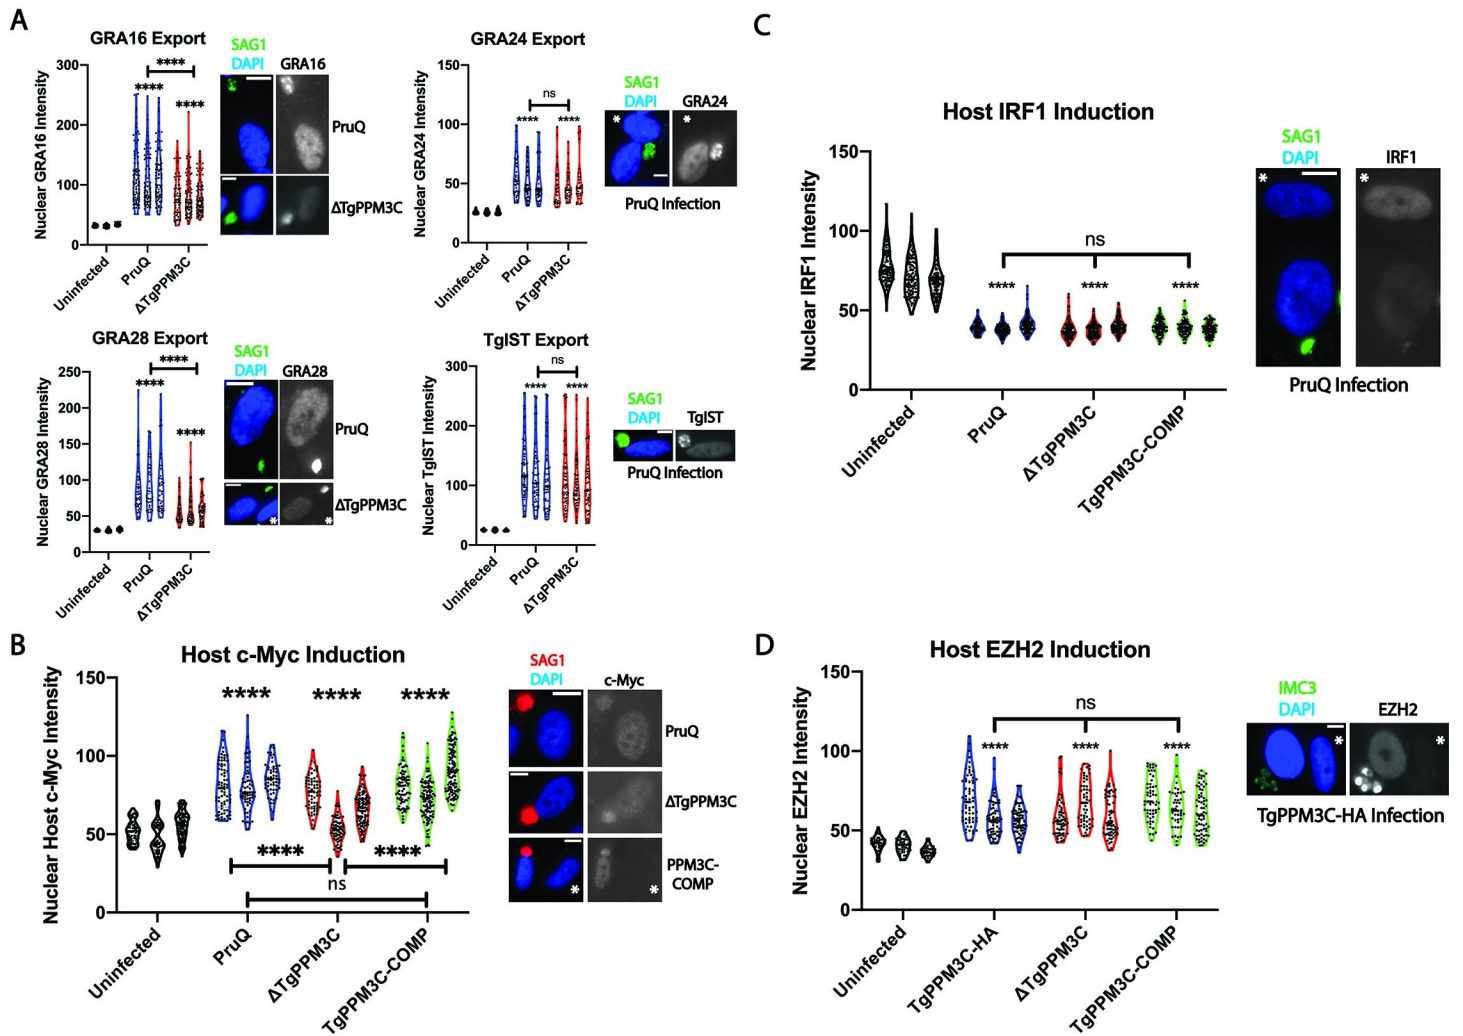 A
GRA16 Export
Nuclear GRA16 Intensity
300
200
100
0
****
****
****
Uninfected
PruQ
ΔTgPPM3C
SAG1
DAPI GRA16
PruQ
ΔTgPPM3C
GRA24 Export
Nuclear GRA24 Intensity
150
100
50
0
ns
****
****
Uninfected
PruQ
ΔTgPPM3C
SAG1
DAPI GRA24
*
*
PruQ Infection
GRA28 Export
Nuclear GRA28 Intensity
250
200
150
100
50
0
****
****
****
Uninfected
PruQ
ΔTgPPM3C
SAG1
DAPI GRA28
PruQ
ΔTgPPM3C
*
*
TgIST Export
Nuclear TgIST Intensity
300
200
100
0
ns
****
****
Uninfected
PruQ
ΔTgPPM3C
SAG1
DAPI TgIST
PruQ Infection
B
Host c-Myc Induction
Nuclear Host c-Myc Intensity
150
100
50
0
****
****
****
****
****
ns
Uninfected
PruQ
ΔTgPPM3C
TgPPM3C-COMP
SAG1
DAPI c-Myc
PruQ
ΔTgPPM3C
PPM3C-
COMP
*
*
C
Host IRF1 Induction
Nuclear IRF1 Intensity
150
100
50
0
ns
****
****
****
Uninfected
PruQ
ΔTgPPM3C
TgPPM3C-COMP
SAG1
DAPI IRF1
*
*
PruQ Infection
D
Host EZH2 Induction
Nuclear EZH2 Intensity
150
100
50
0
ns
****
****
****
Uninfected
TgPPM3C-HA
ΔTgPPM3C
TgPPM3C-COMP
IMC3
DAPI EZH2
*
*
TgPPM3C-HA Infection